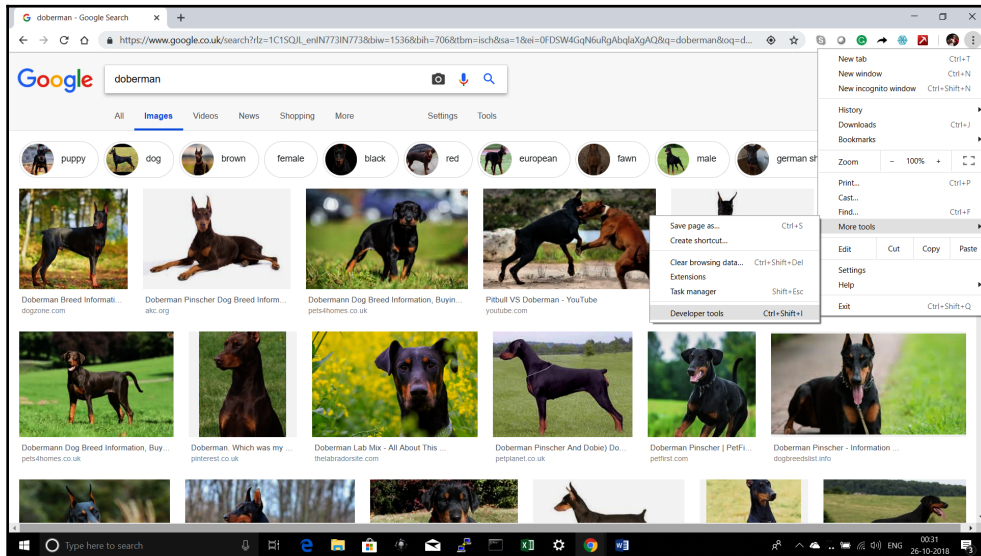 doberman - Google Search
https://www.google.co.uk/search?rlz=1C1SQJL_enIN773IN773&biw=1536&bih=706&tbm=isch&sa=1&ei=0FDSW4GqN6uRgAbqlaXgAQ&q=doberman&oq=d...
Google doberman
All Images Videos News Shopping More Settings Tools
puppy dog brown female black red european fawn male german sh
New tab Ctrl+T
New window Ctrl+N
New incognito window Ctrl+Shift+N
History
Downloads Ctrl+J
Bookmarks
Zoom - 100% +
Print... Ctrl+P
Cast...
Find... Ctrl+F
More tools
Edit Cut Copy Paste
Settings
Help
Exit Ctrl+Shift+Q
Save page as... Ctrl+S
Create shortcut...
Clear browsing data... Ctrl+Shift+Del
Extensions
Task manager Shift+Esc
Developer tools Ctrl+Shift+I
Doberman Breed Informati...
dogzone.com
Doberman Pinscher Dog Breed Inform...
akc.org
Dobermann Dog Breed Information, Buyin...
pets4homes.co.uk
Pitbull VS Doberman - YouTube
youtube.com
Dobermann Dog Breed Information, Buy...
pets4homes.co.uk
Doberman. Which was my ...
pinterest.co.uk
Doberman Lab Mix - All About This ...
thelabradorsite.com
Doberman Pinscher And Dobie) Do...
petplanet.co.uk
Doberman Pinscher | PetFi...
petfirst.com
Doberman Pinscher - Information ...
dogbreedslist.info
Type here to search
ENG
00:31
26-10-2018